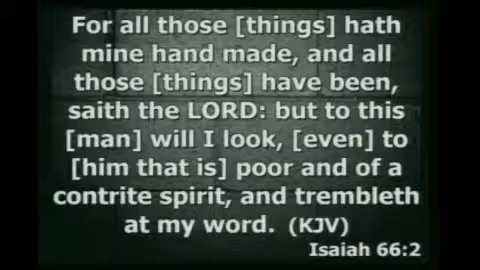 For all those [things] hath
mine hand made, and all
those [things] have been,
saith the LORD: but to this
[man] will I look, [even] to
[him that is] poor and of a
contrite spirit, and trembleth
at my word. (KJV)
Isaiah 66:2